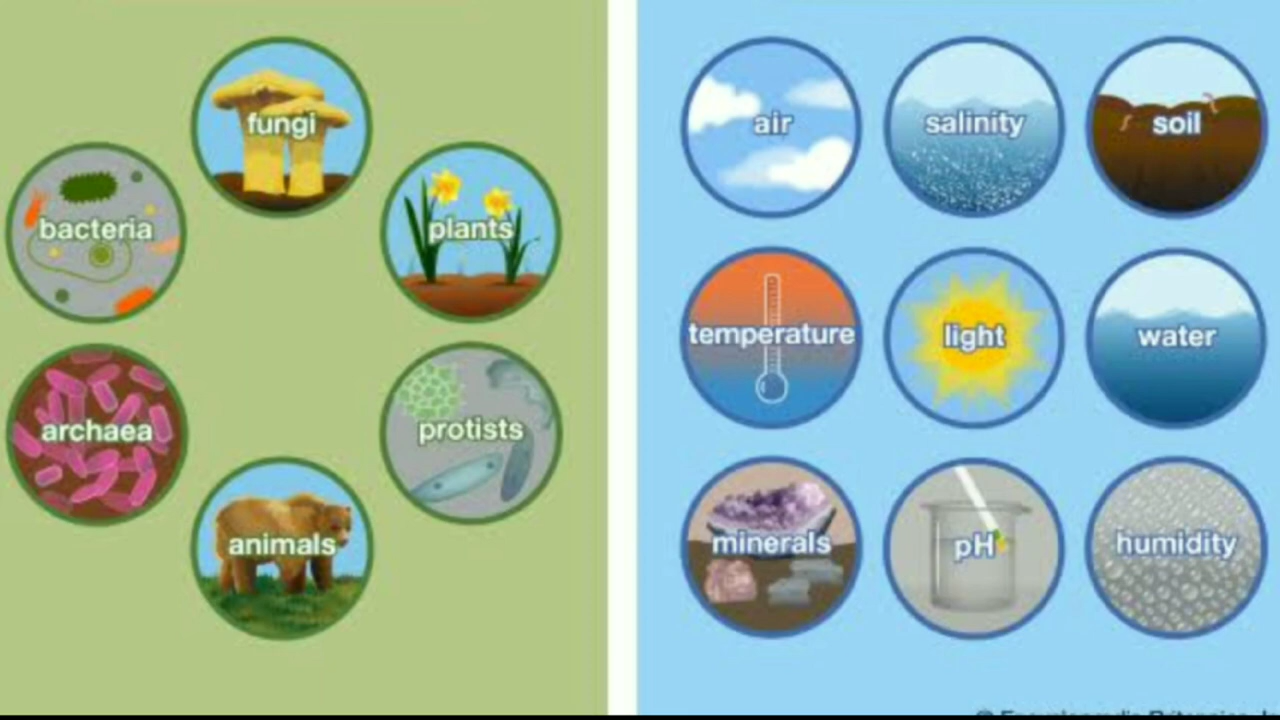 fungi
bacteria
plants
archaea
protists
animals
air
salinity
soil
temperature
light
water
minerals
pH
humidity